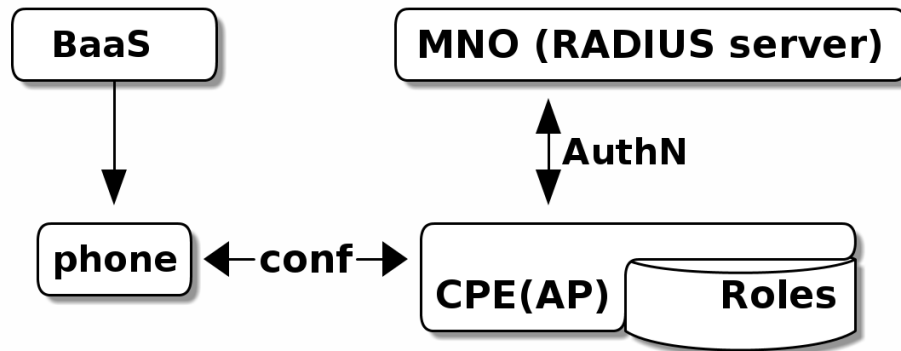 BaaS
MNO (RADIUS server)
AuthN
phone
conf
CPE(AP)
Roles